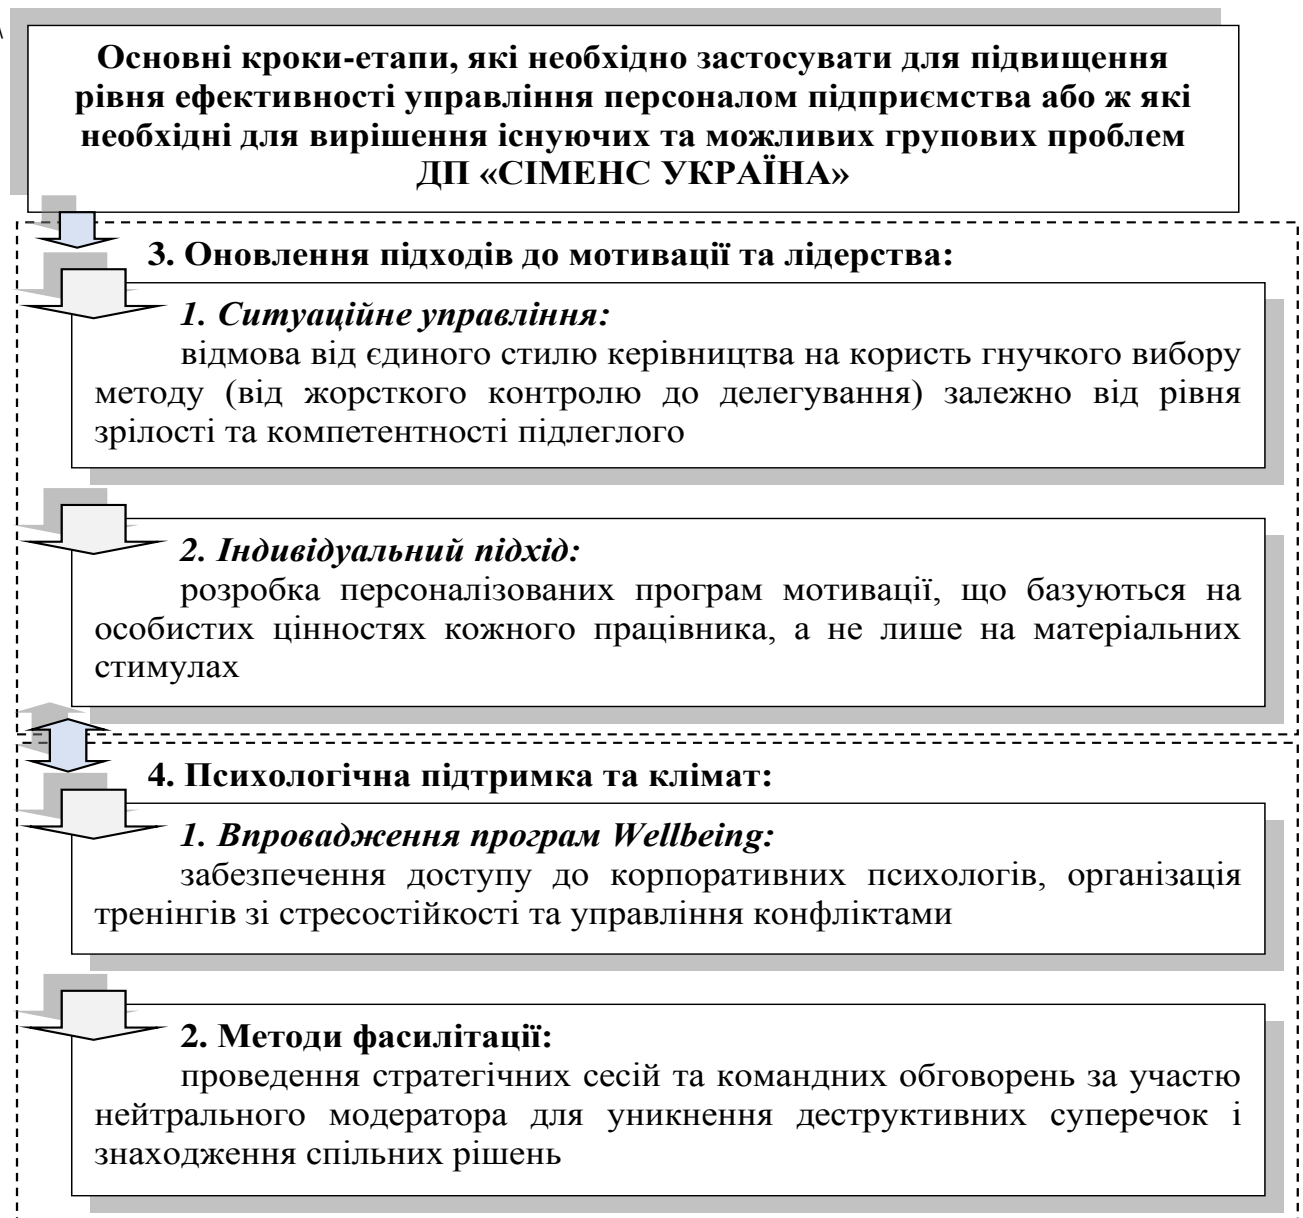 \
Основні кроки-етапи, які необхідно застосувати для підвищення
рівня ефективності управління персоналом підприємства або ж які
необхідні для вирішення існуючих та можливих групових проблем
ДП «СІМЕНС УКРАЇНА»
3. Оновлення підходів до мотивації та лідерства:
1. Ситуаційне управління:
відмова від єдиного стилю керівництва на користь гнучкого вибору
методу (від жорсткого контролю до делегування) залежно від рівня
зрілості та компетентності підлеглого
2. Індивідуальний підхід:
розробка персоналізованих програм мотивації, що базуються на
особистих цінностях кожного працівника, а не лише на матеріальних
стимулах
4. Психологічна підтримка та клімат:
1. Впровадження програм Wellbeing:
забезпечення доступу до корпоративних психологів, організація
тренінгів зі стресостійкості та управління конфліктами
2. Методи фасилітації:
проведення стратегічних сесій та командних обговорень за участю
нейтрального модератора для уникнення деструктивних суперечок і
знаходження спільних рішень